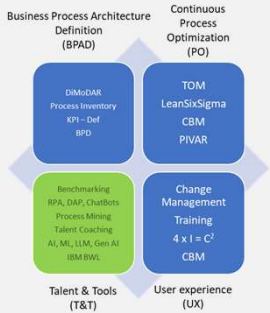 Business Process Architecture
Definition
(BPAD)
Continuous
Process
Optimization
(PO)
DiMoDAR
Process Inventory
KPI – Def
BPD
TOM
LeanSixSigma
CBM
PIVAR
Benchmarking
RPA, DAP, ChatBots
Process Mining
Talent Coaching
AI, ML, LLM, Gen AI
IBM BWL
Change
Management
Training
4 x I = C²
CBM
Talent & Tools
(T&T)
User experience
(UX)